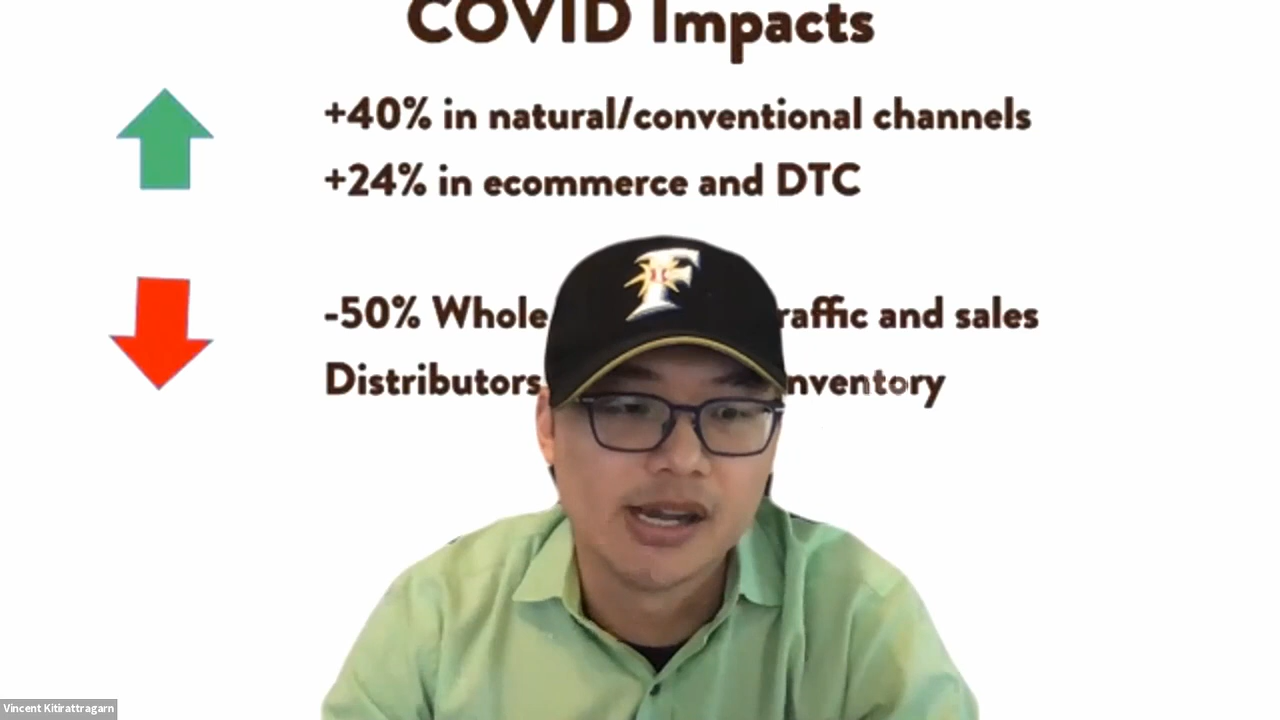 COVID Impacts
+40% in natural/conventional channels
+24% in ecommerce and DTC
-50% Whole raffic and sales
Distributors nventory
F
Vincent Kitirattragarn